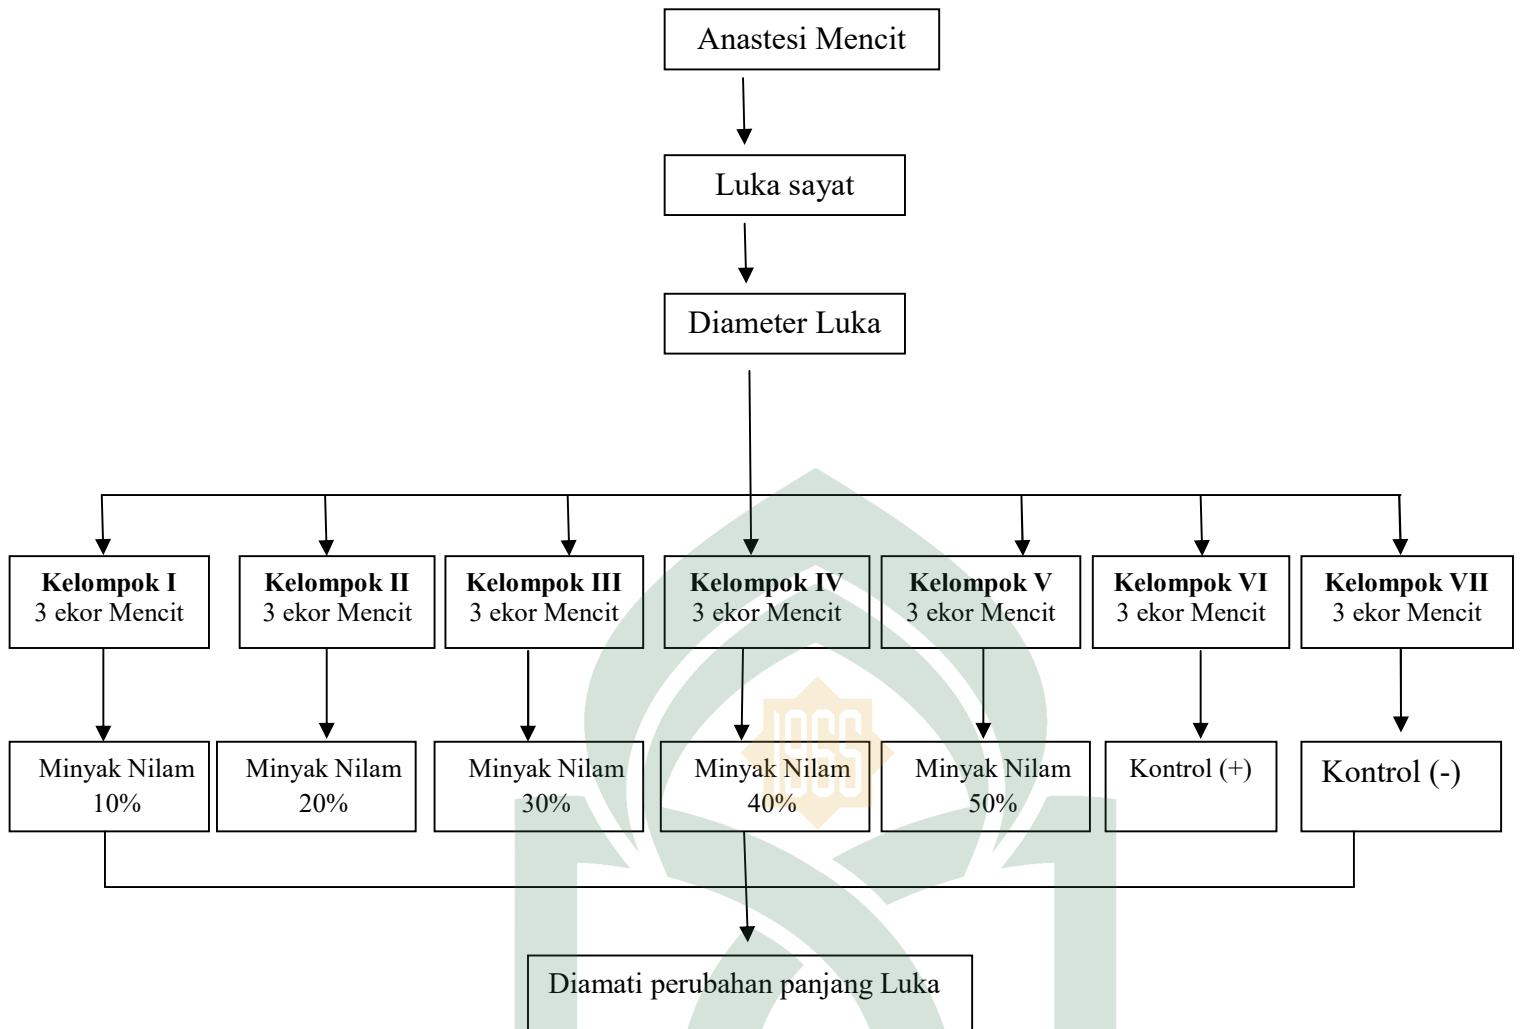 Anastesi Mencit
Luka sayat
Diameter Luka
Kelompok I
3 ekor Mencit
Kelompok II
3 ekor Mencit
Kelompok III
3 ekor Mencit
Kelompok IV
3 ekor Mencit
Kelompok V
3 ekor Mencit
Kelompok VI
3 ekor Mencit
Kelompok VII
3 ekor Mencit
Minyak Nilam
10%
Minyak Nilam
20%
Minyak Nilam
30%
Minyak Nilam
40%
Minyak Nilam
50%
Kontrol (+)
Kontrol (-)
1965
Diamati perubahan panjang Luka